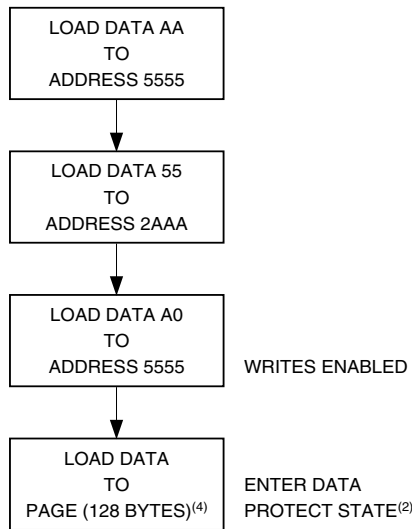 LOAD DATA AA
TO
ADDRESS 5555
LOAD DATA 55
TO
ADDRESS 2AAA
LOAD DATA A0
TO
ADDRESS 5555
WRITES ENABLED
LOAD DATA
TO
PAGE (128 BYTES)(4)
ENTER DATA
PROTECT STATE(2)